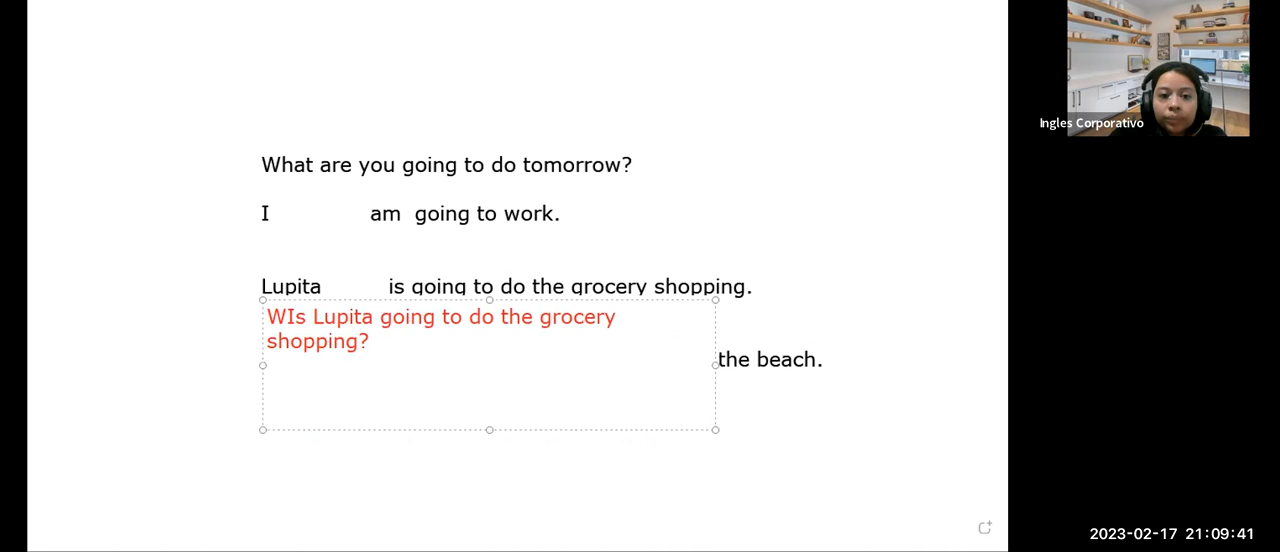 What are you going to do tomorrow?
I am going to work.
Lupita is going to do the grocery shopping.
WIs Lupita going to do the grocery
shopping?
the beach.
Ingles Corporativo
2023-02-17 21:09:41